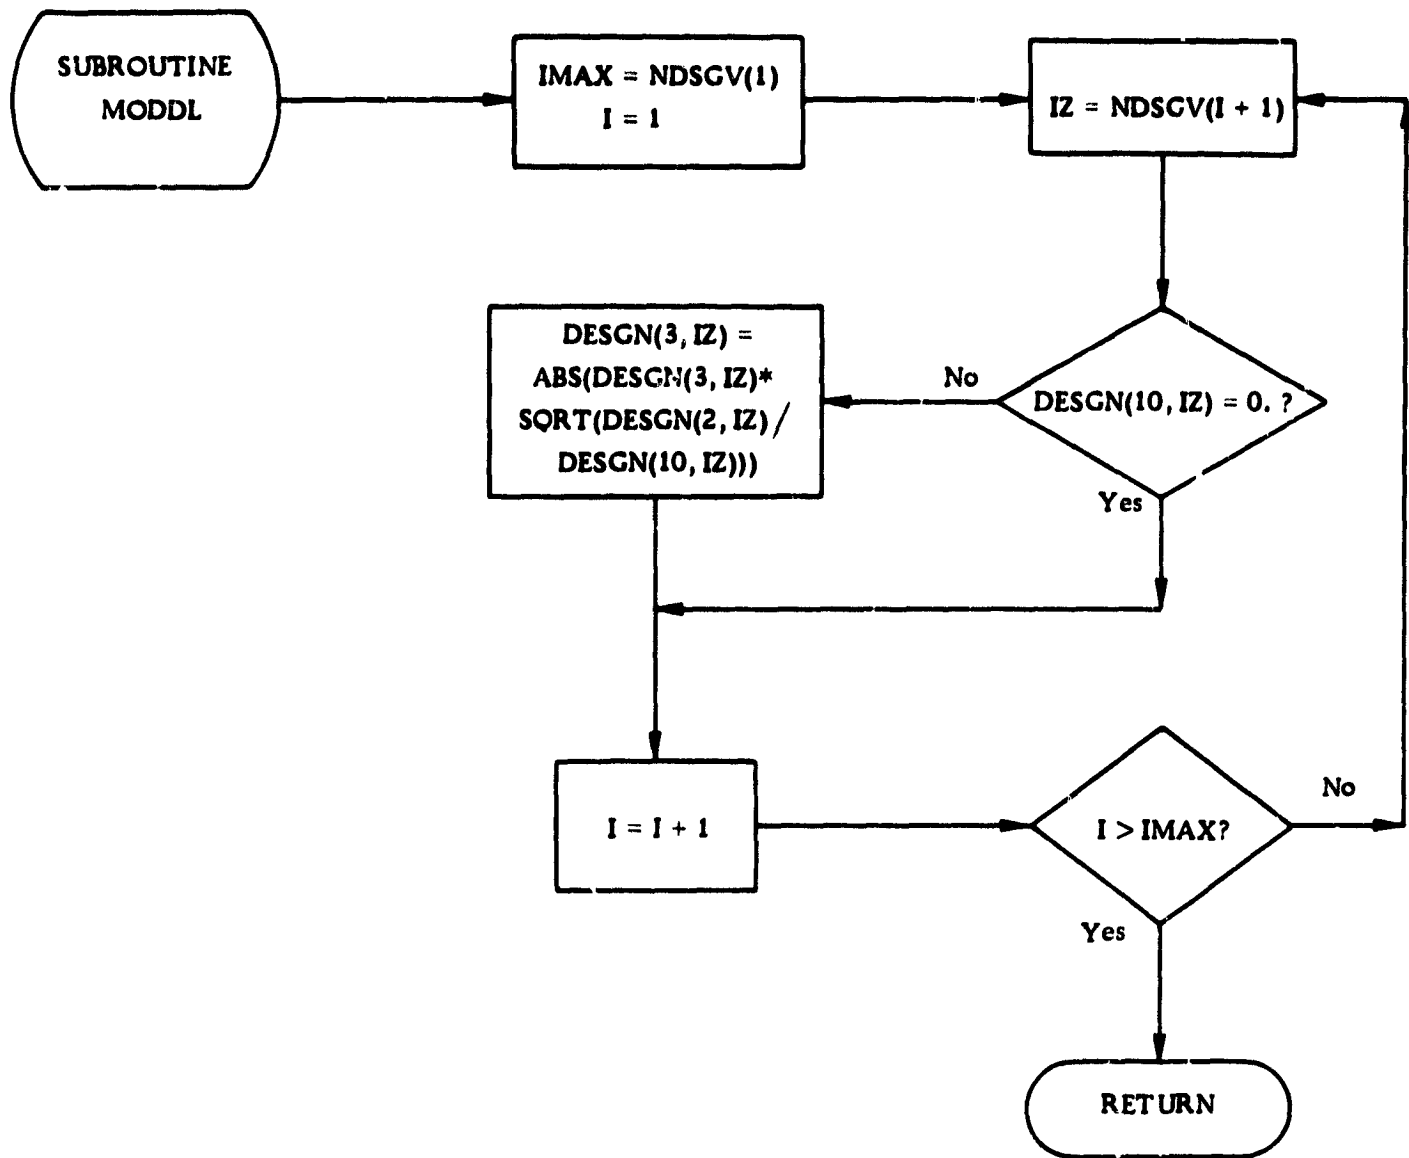 SUBROUTINE
MODDL
IMAX = NDSGV(1)
I = 1
IZ = NDSGV(I + 1)
DESGN(3, IZ) =
ABS(DESGN(3, IZ)*
SQRT(DESGN(2, IZ)/
DESGN(10, IZ)))
No
DESGN(10, IZ) = 0. ?
Yes
I = I + 1
I > IMAX?
No
Yes
RETURN